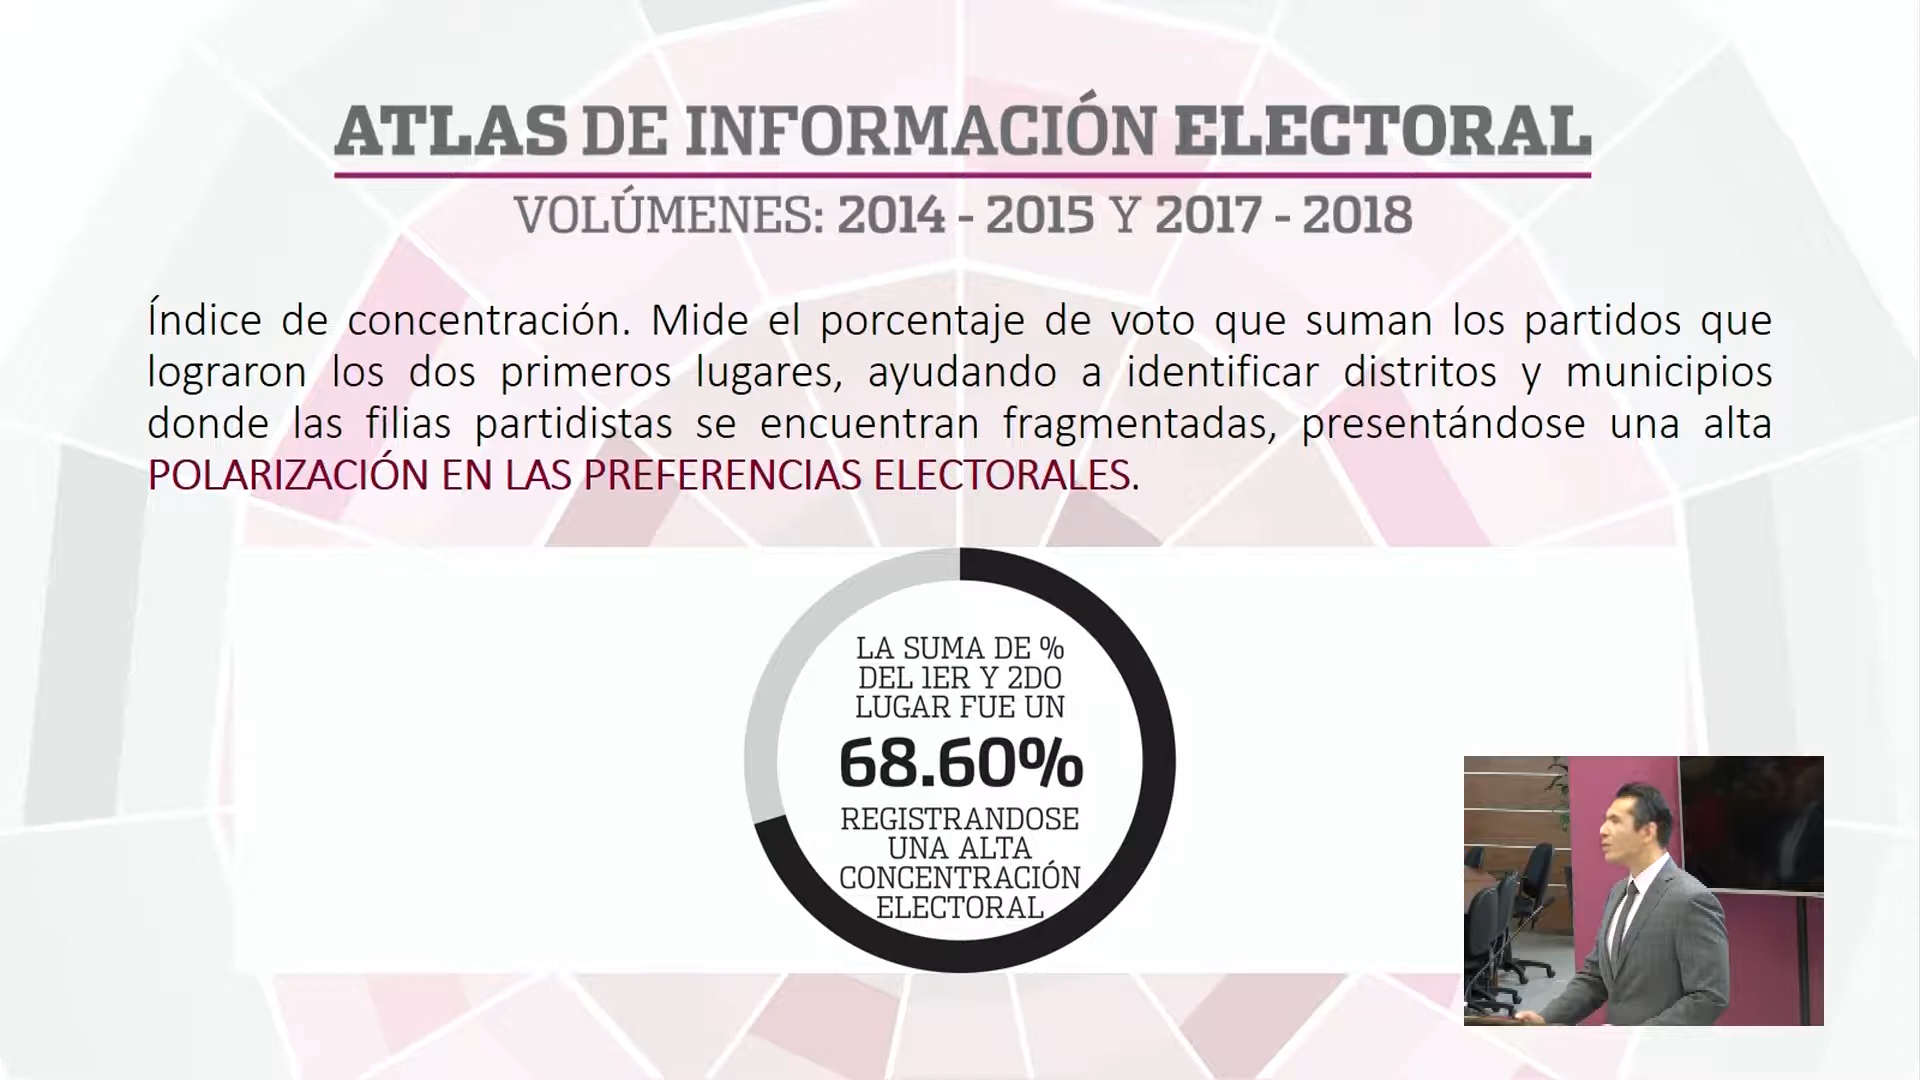 ATLAS DE INFORMACIÓN ELECTORAL
VOLÚMENES: 2014 - 2015 Y 2017 - 2018
Índice de concentración. Mide el porcentaje de voto que suman los partidos que
lograron los dos primeros lugares, ayudando a identificar distritos y municipios
donde las filias partidistas se encuentran fragmentadas, presentándose una alta
POLARIZACIÓN EN LAS PREFERENCIAS ELECTORALES.
LA SUMA DE %
DEL 1ER Y 2DO
LUGAR FUE UN
68.60%
REGISTRANDOSE
UNA ALTA
CONCENTRACIÓN
ELECTORAL